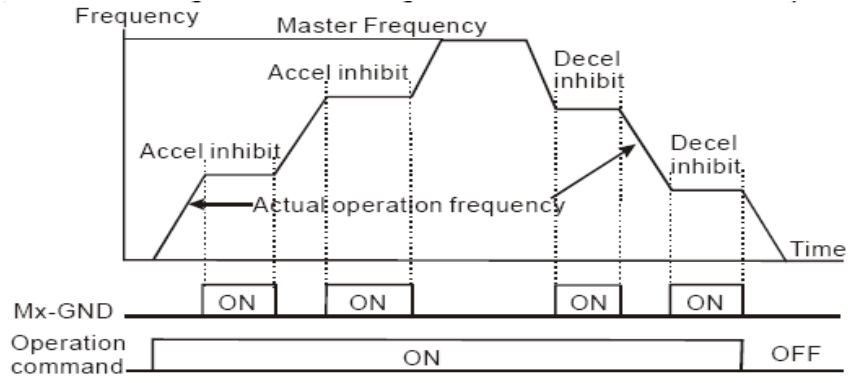 Frequency
Master Frequency
Accel inhibit
Decel
inhibit
Accel inhibit
Decel
inhibit
Actual operation frequency
Time
Mx-GND
ON
ON
ON
ON
Operation
command
ON
OFF